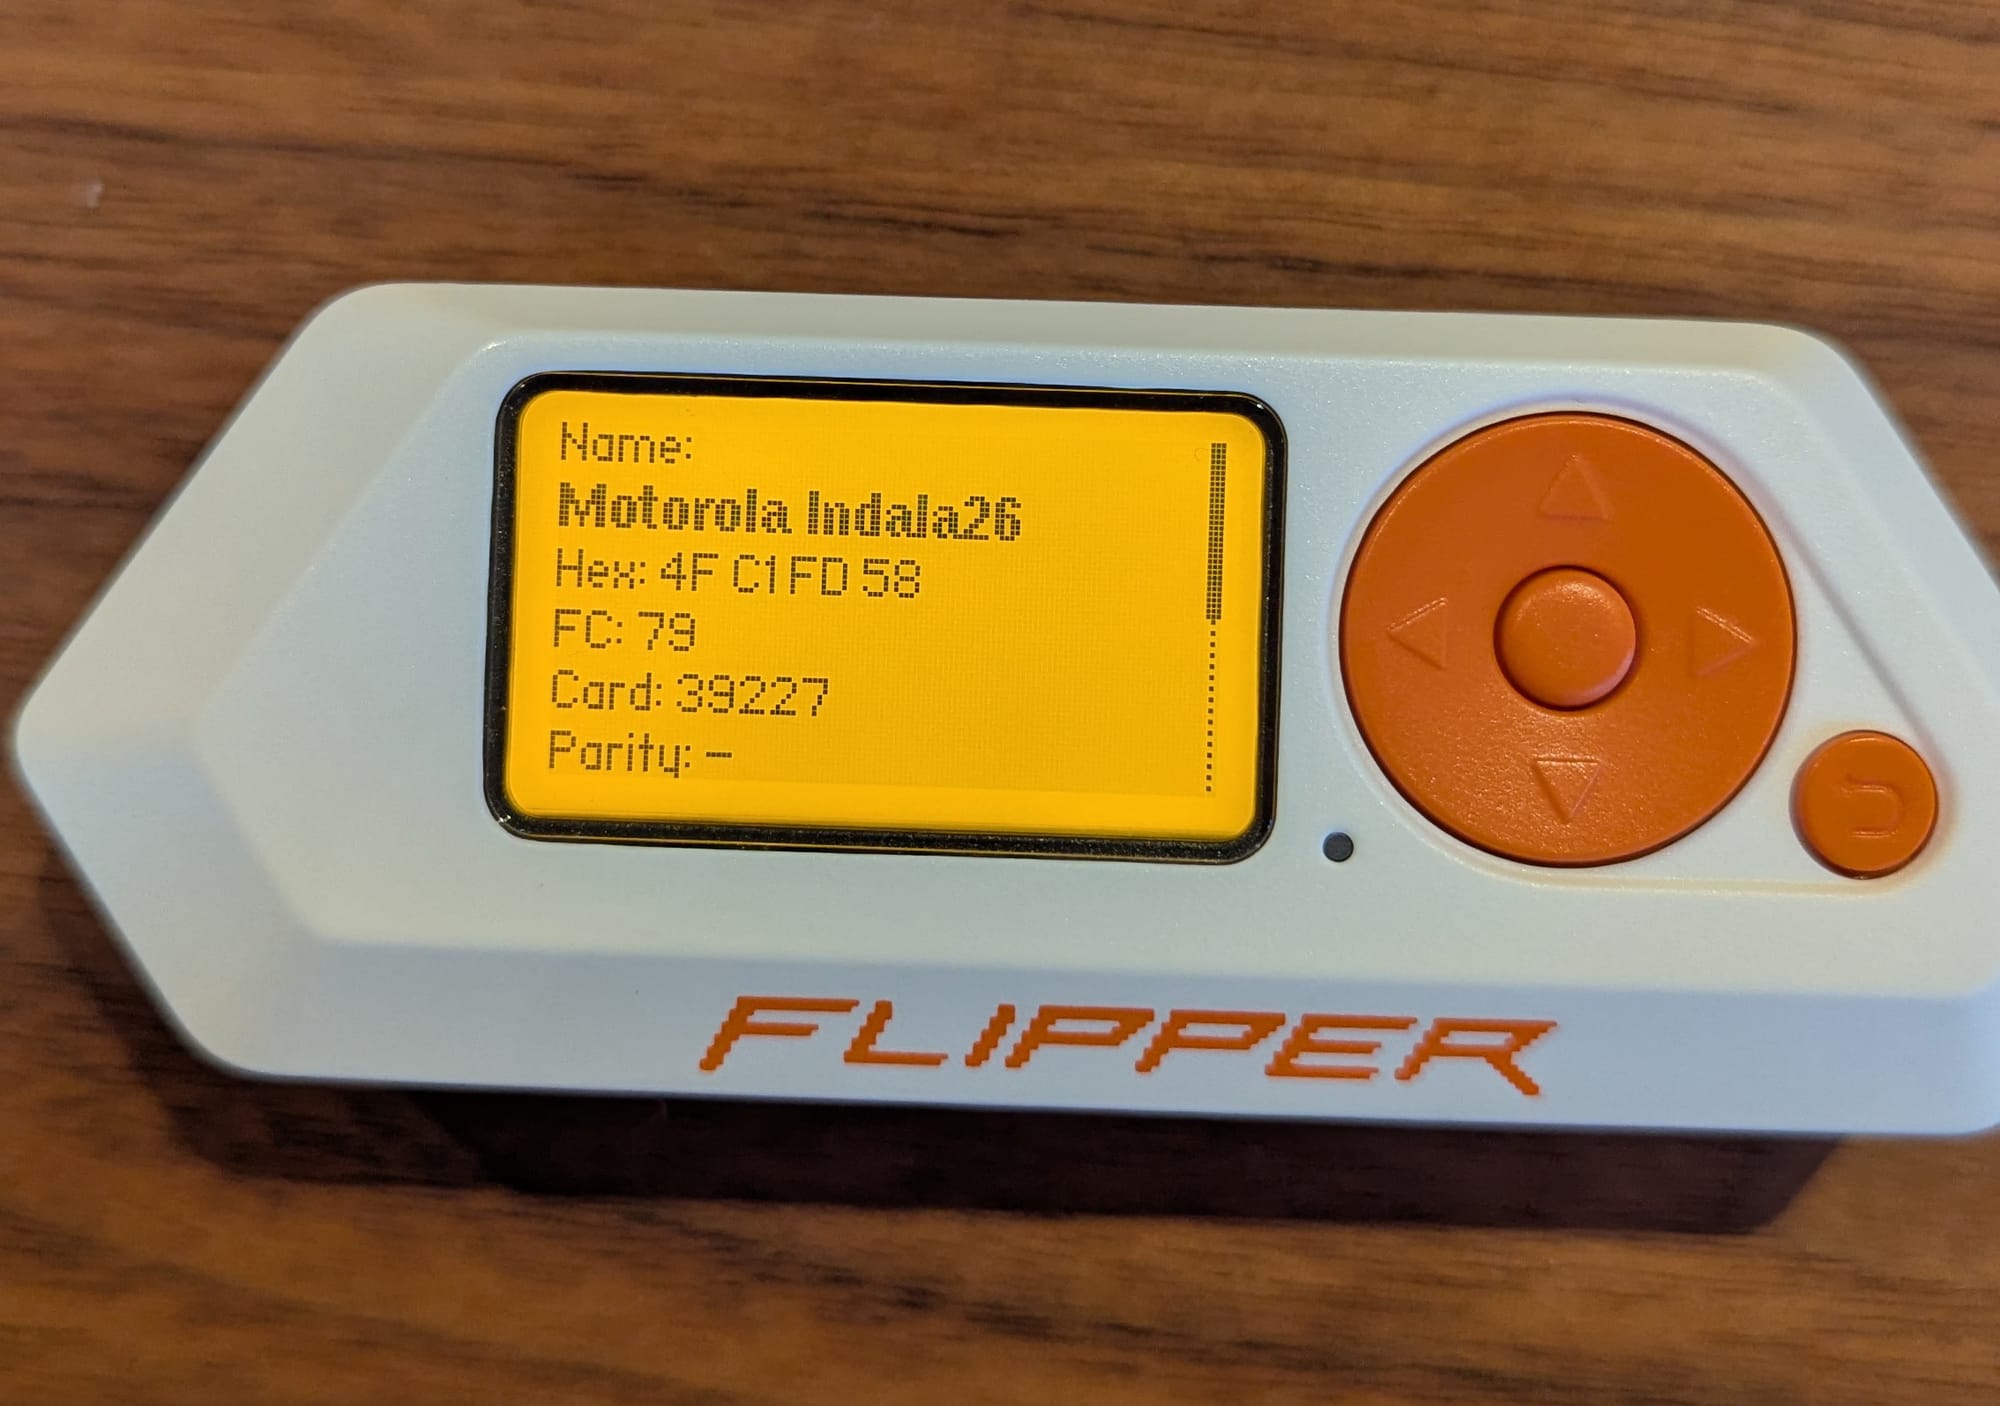 Name:
Motorola Indala26
Hex: 4F C1 FD 58
FC: 79
Card: 39227
Parity: -
FLIPPER